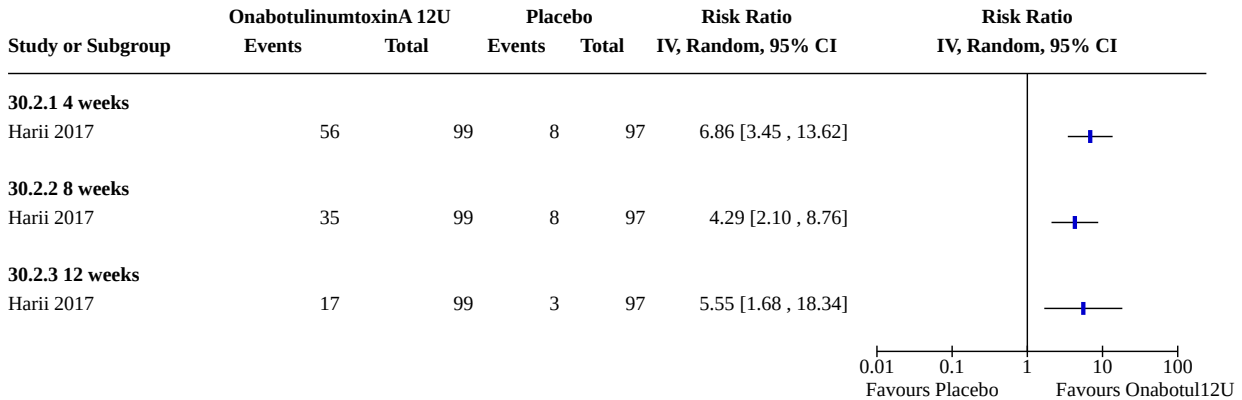 OnabotulinumtoxinA 12U Placebo Risk Ratio Risk Ratio
Study or Subgroup Events Total Events Total IV, Random, 95% CI IV, Random, 95% CI
30.2.1 4 weeks
Harii 2017 56 99 8 97 6.86 [3.45 , 13.62]
30.2.2 8 weeks
Harii 2017 35 99 8 97 4.29 [2.10 , 8.76]
30.2.3 12 weeks
Harii 2017 17 99 3 97 5.55 [1.68 , 18.34]
0.01 0.1 1 10 100
Favours Placebo Favours Onabotul12U